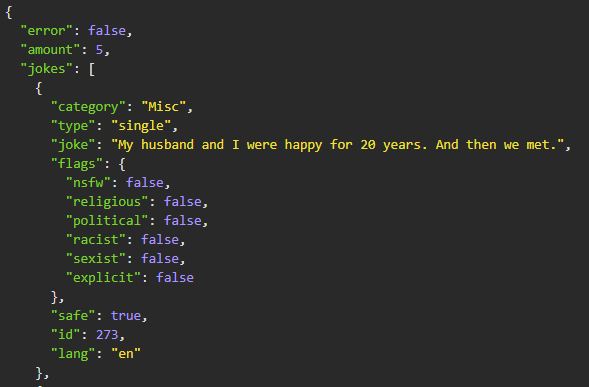 {
  "error": false,
  "amount": 5,
  "jokes": [
    {
      "category": "Misc",
      "type": "single",
      "joke": "My husband and I were happy for 20 years. And then we met.",
      "flags": {
        "nsfw": false,
        "religious": false,
        "political": false,
        "racist": false,
        "sexist": false,
        "explicit": false
      },
      "safe": true,
      "id": 273,
      "lang": "en"
    },